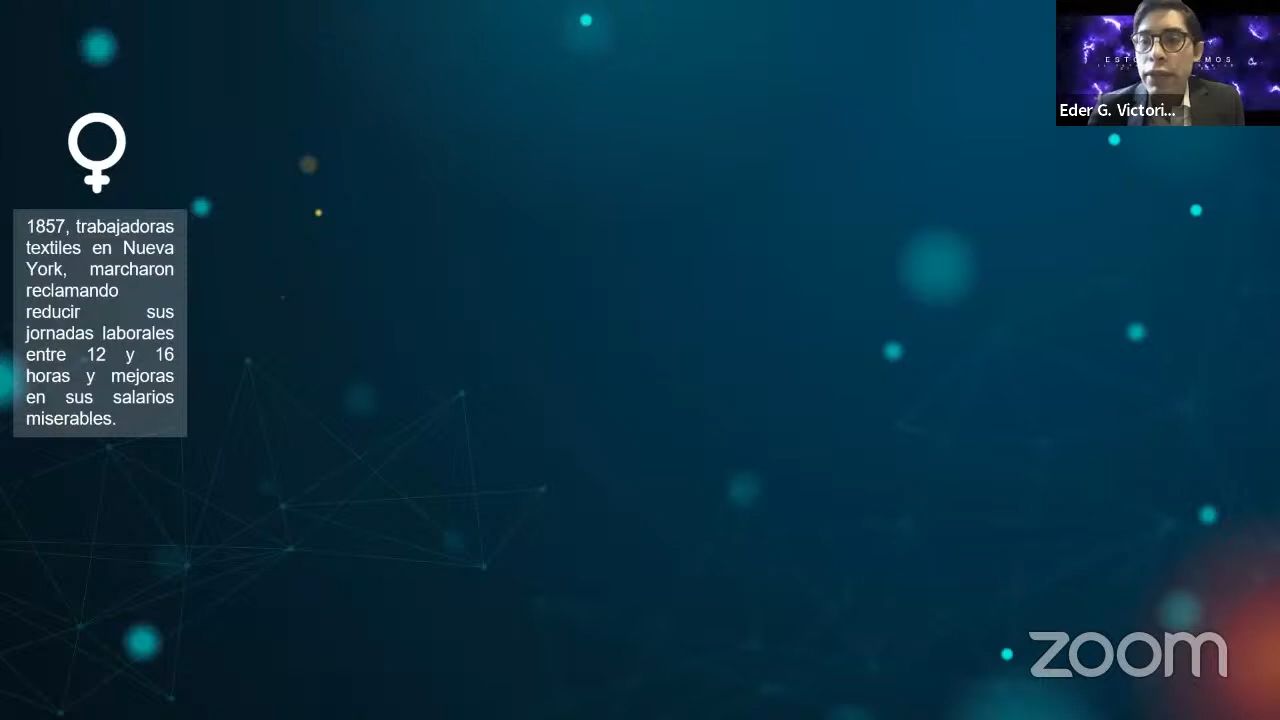 Eder G. Victori...
1857, trabajadoras
textiles en Nueva
York, marcharon
reclamando
reducir sus
jornadas laborales
entre 12 y 16
horas y mejoras
en sus salarios
miserables.
zoom